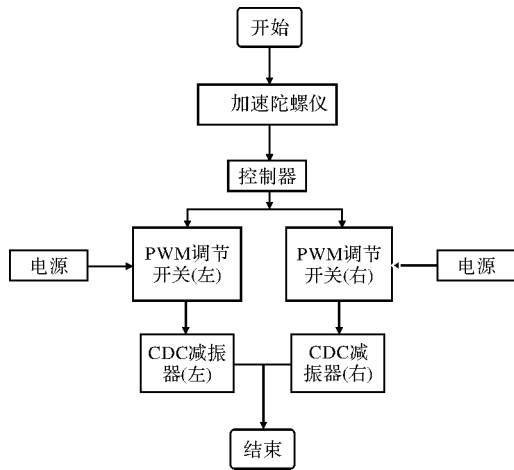 开始
加速陀螺仪
控制器
电源
PWM调节
开关(左)
PWM调节
开关(右)
电源
CDC减振
器(左)
CDC减
振器(右)
结束